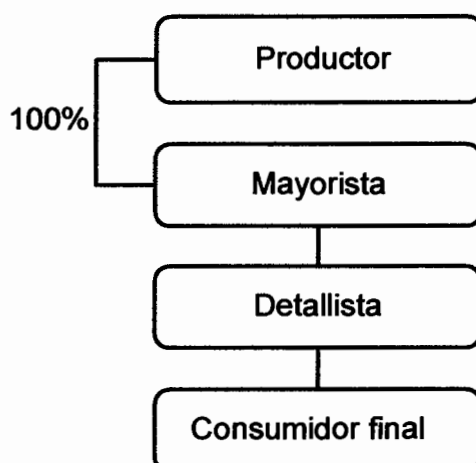 Productor
100%
Mayorista
Detallista
Consumidor final